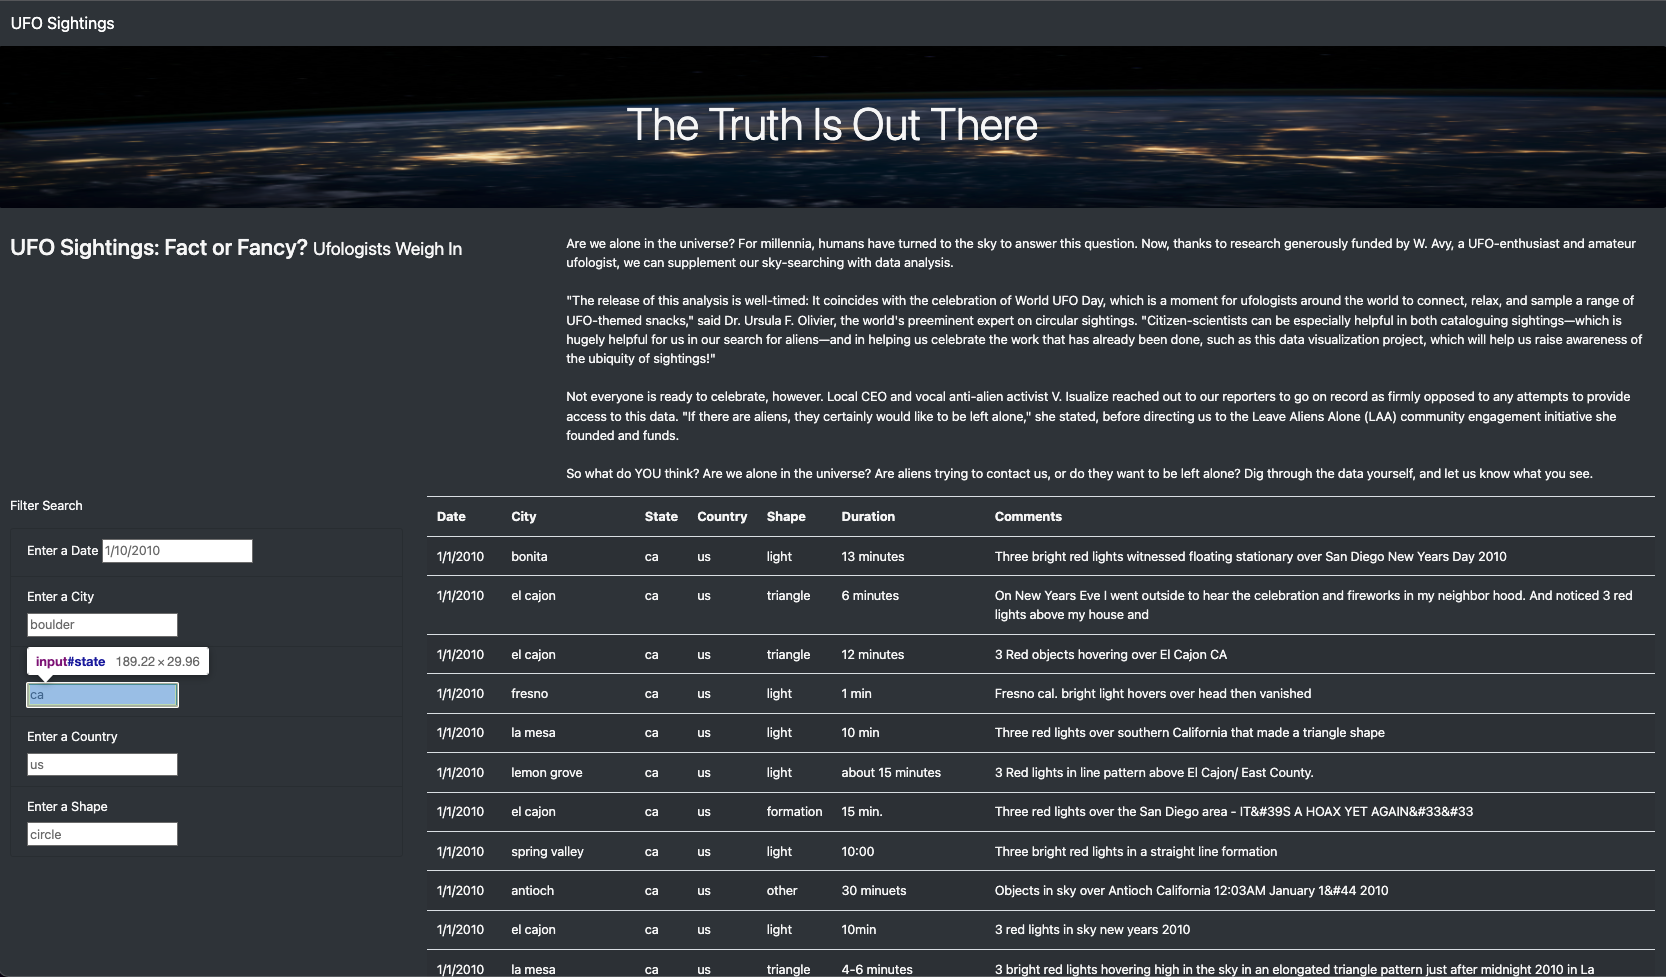 UFO Sightings
The Truth Is Out There
UFO Sightings: Fact or Fancy? Ufologists Weigh In
Are we alone in the universe? For millennia, humans have turned to the sky to answer this question. Now, thanks to research generously funded by W. Avy, a UFO-enthusiast and amateur
ufologist, we can supplement our sky-searching with data analysis.
"The release of this analysis is well-timed: It coincides with the celebration of World UFO Day, which is a moment for ufologists around the world to connect, relax, and sample a range of
UFO-themed snacks," said Dr. Ursula F. Olivier, the world's preeminent expert on circular sightings. "Citizen-scientists can be especially helpful in both cataloguing sightings—which is
hugely helpful for us in our search for aliens—and in helping us celebrate the work that has already been done, such as this data visualization project, which will help us raise awareness of
the ubiquity of sightings!"
Not everyone is ready to celebrate, however. Local CEO and vocal anti-alien activist V. Isualize reached out to our reporters to go on record as firmly opposed to any attempts to provide
access to this data. "If there are aliens, they certainly would like to be left alone," she stated, before directing us to the Leave Aliens Alone (LAA) community engagement initiative she
founded and funds.
So what do YOU think? Are we alone in the universe? Are aliens trying to contact us, or do they want to be left alone? Dig through the data yourself, and let us know what you see.
Filter Search
Enter a Date 1/10/2010
Enter a City
boulder
input#state 189.22 × 29.96
ca
Enter a Country
us
Enter a Shape
circle
Date City State Country Shape Duration Comments
1/1/2010 bonita ca us light 13 minutes Three bright red lights witnessed floating stationary over San Diego New Years Day 2010
1/1/2010 el cajon ca us triangle 6 minutes On New Years Eve I went outside to hear the celebration and fireworks in my neighbor hood. And noticed 3 red
lights above my house and
1/1/2010 el cajon ca us triangle 12 minutes 3 Red objects hovering over El Cajon CA
1/1/2010 fresno ca us light 1 min Fresno cal. bright light hovers over head then vanished
1/1/2010 la mesa ca us light 10 min Three red lights over southern California that made a triangle shape
1/1/2010 lemon grove ca us light about 15 minutes 3 Red lights in line pattern above El Cajon/ East County.
1/1/2010 el cajon ca us formation 15 min. Three red lights over the San Diego area - IT&#39S A HOAX YET AGAIN&#33&#33
1/1/2010 spring valley ca us light 10:00 Three bright red lights in a straight line formation
1/1/2010 antioch ca us other 30 minuets Objects in sky over Antioch California 12:03AM January 1&#44 2010
1/1/2010 el cajon ca us light 10min 3 red lights in sky new years 2010
1/1/2010 la mesa ca us triangle 4-6 minutes 3 bright red lights hovering high in the sky in an elongated triangle pattern just after midnight 2010 in La